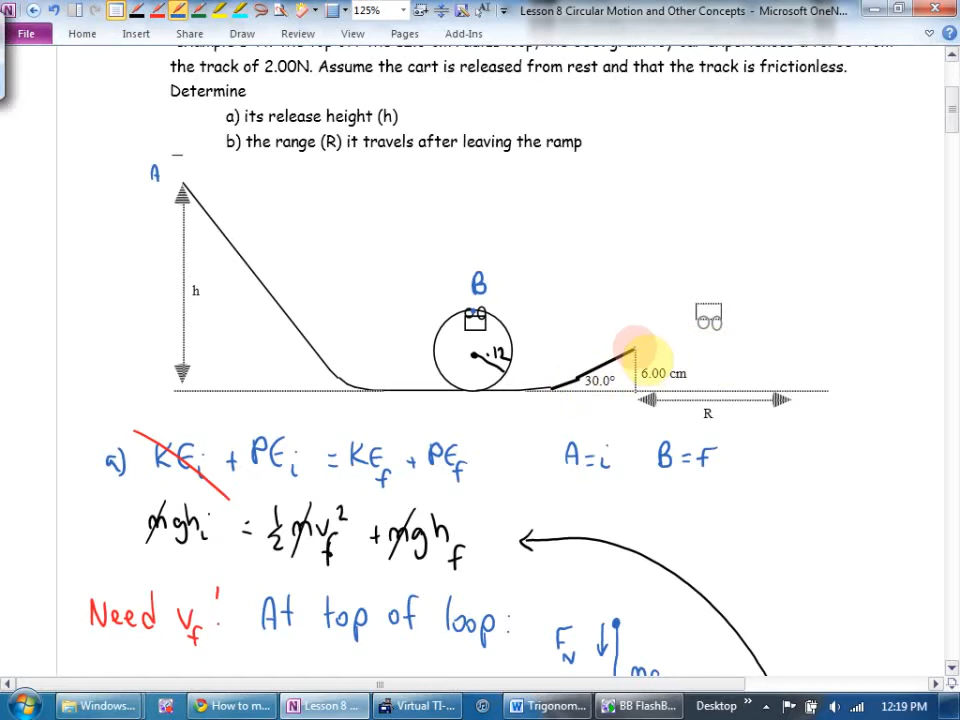 125%
Lesson 8 Circular Motion and Other Concepts - Microsoft OneN...
File Home Insert Share Draw Review View Pages Add-Ins
the track of 2.00N. Assume the cart is released from rest and that the track is frictionless.
Determine
a) its release height (h)
b) the range (R) it travels after leaving the ramp
A
B
h
.12
30.0°
6.00 cm
R
a) KEi + PEi = KEf + PEf A=i B=f
mghi = 1/2 mvf² + mghf
Need vf! At top of loop:
FN
mg
Windows... How to m... Lesson 8 ... Virtual TI-... Trigonom... BB FlashB... Desktop » 12:19 PM